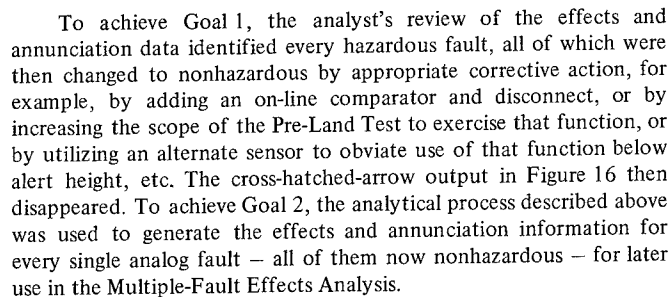 To achieve Goal 1, the analyst's review of the effects and
annunciation data identified every hazardous fault, all of which were
then changed to nonhazardous by appropriate corrective action, for
example, by adding an on-line comparator and disconnect, or by
increasing the scope of the Pre-Land Test to exercise that function, or
by utilizing an alternate sensor to obviate use of that function below
alert height, etc. The cross-hatched-arrow output in Figure 16 then
disappeared. To achieve Goal 2, the analytical process described above
was used to generate the effects and annunciation information for
every single analog fault — all of them now nonhazardous — for later
use in the Multiple-Fault Effects Analysis.